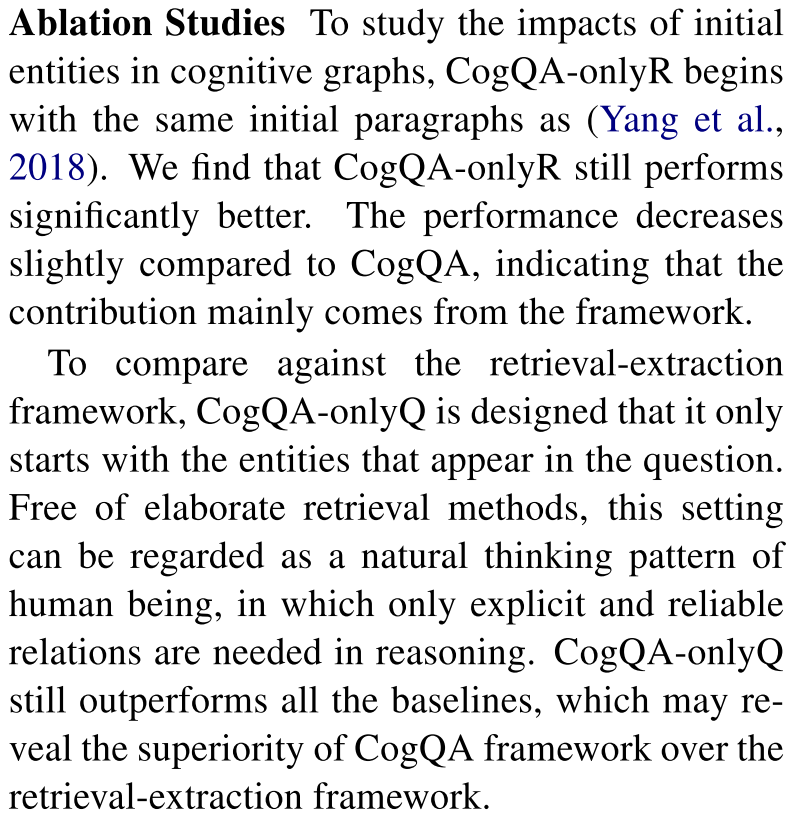 Ablation Studies To study the impacts of initial
entities in cognitive graphs, CogQA-onlyR begins
with the same initial paragraphs as (Yang et al.,
2018). We find that CogQA-onlyR still performs
significantly better. The performance decreases
slightly compared to CogQA, indicating that the
contribution mainly comes from the framework.
To compare against the retrieval-extraction
framework, CogQA-onlyQ is designed that it only
starts with the entities that appear in the question.
Free of elaborate retrieval methods, this setting
can be regarded as a natural thinking pattern of
human being, in which only explicit and reliable
relations are needed in reasoning. CogQA-onlyQ
still outperforms all the baselines, which may re-
veal the superiority of CogQA framework over the
retrieval-extraction framework.